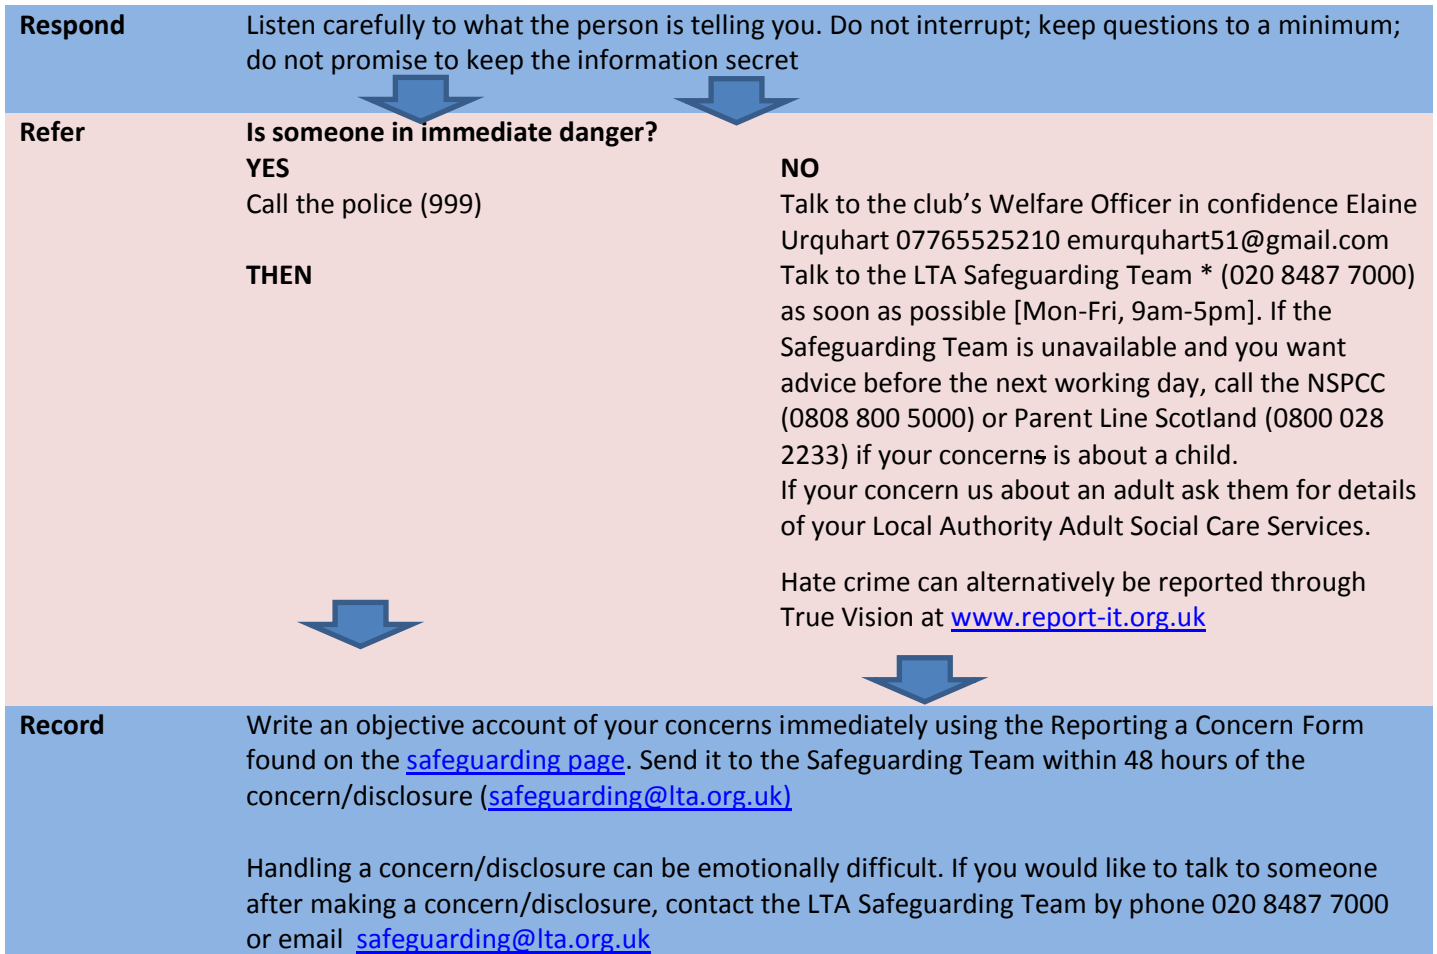 Respond
Listen carefully to what the person is telling you. Do not interrupt; keep questions to a minimum;
do not promise to keep the information secret
Refer
Is someone in immediate danger?
YES
Call the police (999)
THEN
NO
Talk to the club’s Welfare Officer in confidence Elaine
Urquhart 07765525210 emurquhart51@gmail.com
Talk to the LTA Safeguarding Team * (020 8487 7000)
as soon as possible [Mon-Fri, 9am-5pm]. If the
Safeguarding Team is unavailable and you want
advice before the next working day, call the NSPCC
(0808 800 5000) or Parent Line Scotland (0800 028
2233) if your concerns is about a child.
If your concern us about an adult ask them for details
of your Local Authority Adult Social Care Services.
Hate crime can alternatively be reported through
True Vision at www.report-it.org.uk
Record
Write an objective account of your concerns immediately using the Reporting a Concern Form
found on the safeguarding page. Send it to the Safeguarding Team within 48 hours of the
concern/disclosure (safeguarding@lta.org.uk)
Handling a concern/disclosure can be emotionally difficult. If you would like to talk to someone
after making a concern/disclosure, contact the LTA Safeguarding Team by phone 020 8487 7000
or email safeguarding@lta.org.uk